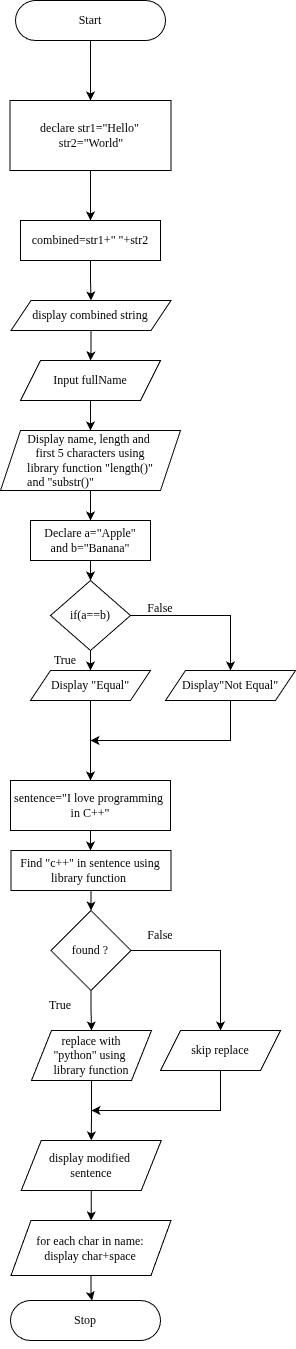 Start
declare str1="Hello"
str2="World"
combined=str1+" "+str2
display combined string
Input fullName
Display name, length and
first 5 characters using
library function "length()"
and "substr()"
Declare a="Apple"
and b="Banana"
if(a==b)
False
True
Display "Equal"
Display"Not Equal"
sentence="I love programming
in C++"
Find "c++" in sentence using
library function
found ?
False
True
replace with
"python" using
library function
skip replace
display modified
sentence
for each char in name:
display char+space
Stop